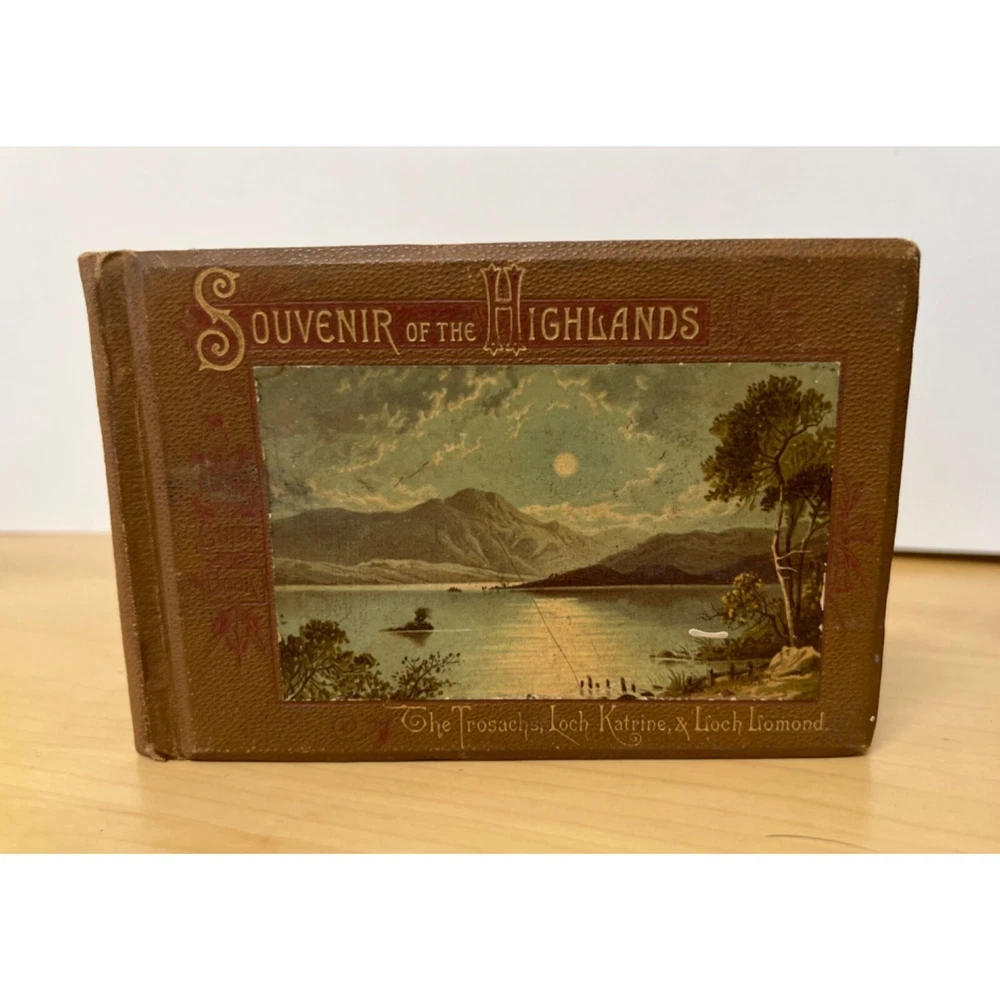 SOUVENIR OF THE HIGHLANDS
The Trosachs, Loch Katrine, & Loch Lomond.